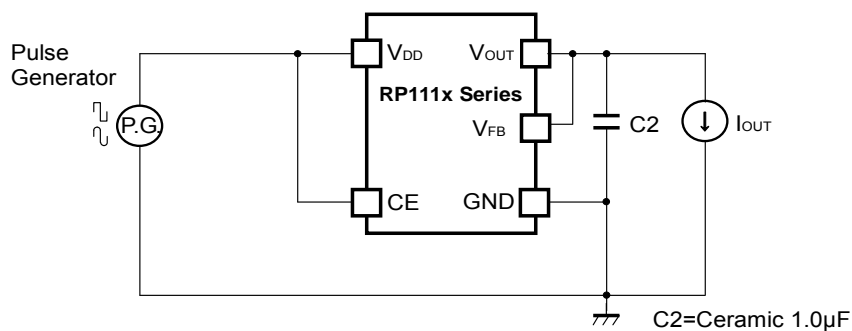 Pulse
Generator
P.G.
VDD
VOUT
RP111x Series
VFB
C2
IOUT
CE
GND
C2=Ceramic 1.0µF